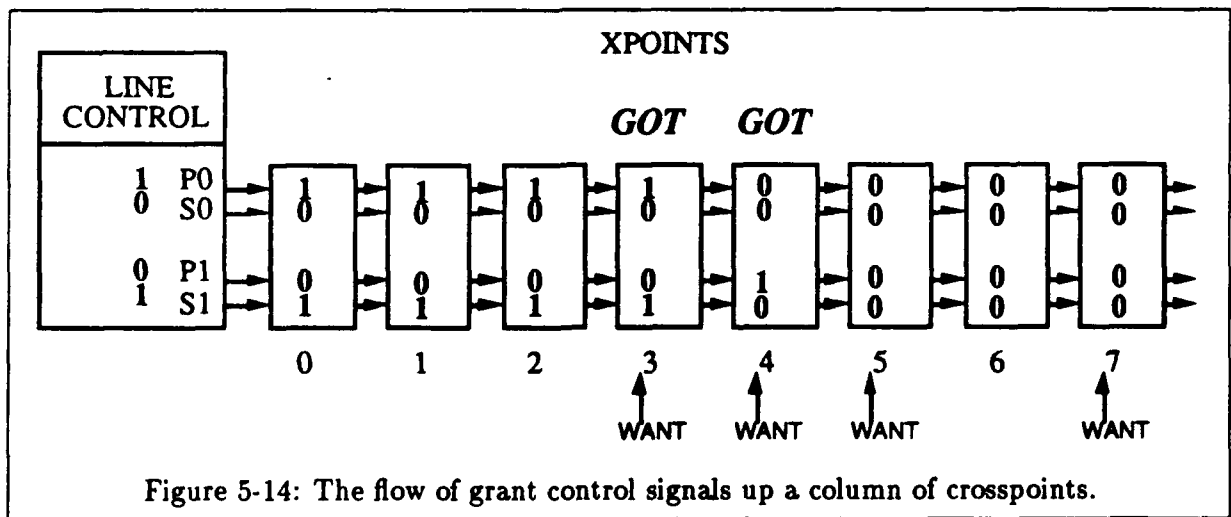 XPOINTS
LINE
CONTROL
GOT GOT
1 P0 1 1 1 1 0 0 0 0
0 S0 0 0 0 0 0 0 0 0
0 P1 0 0 0 0 1 0 0 0
1 S1 1 1 1 1 0 0 0 0
0 1 2 3 4 5 6 7
WANT WANT WANT WANT
Figure 5-14: The flow of grant control signals up a column of crosspoints.